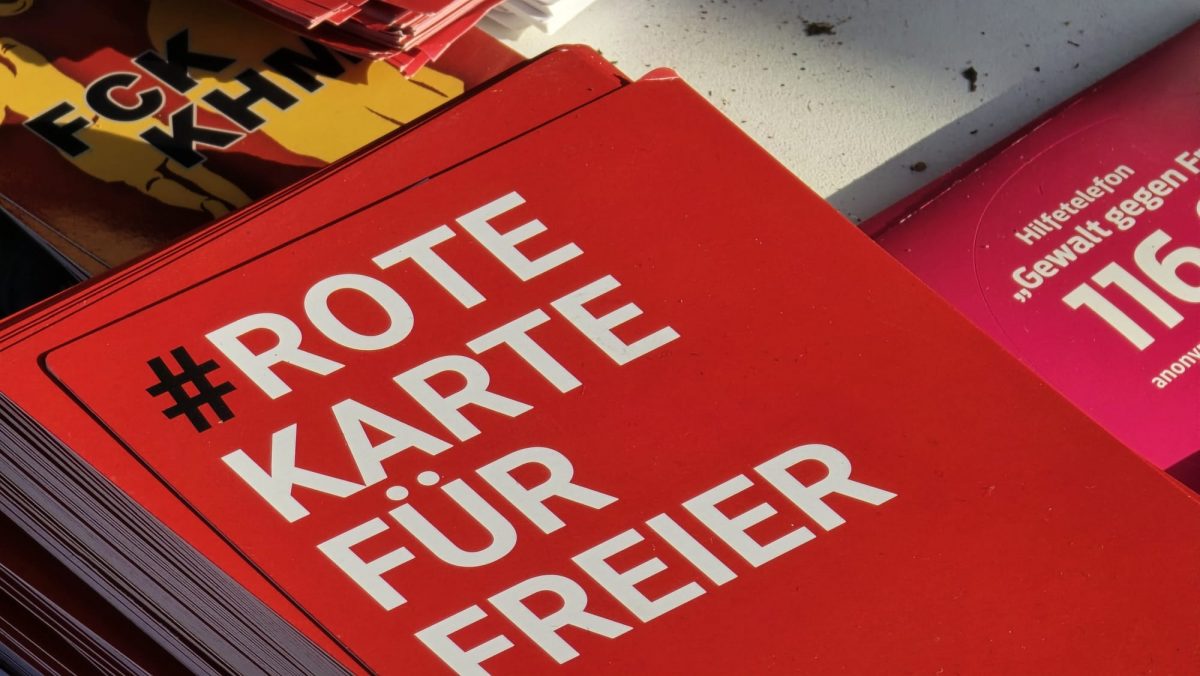 FCK
KHM
#ROTE
KARTE
FÜR
FREIER
Hilfetelefon
„Gewalt gegen
116